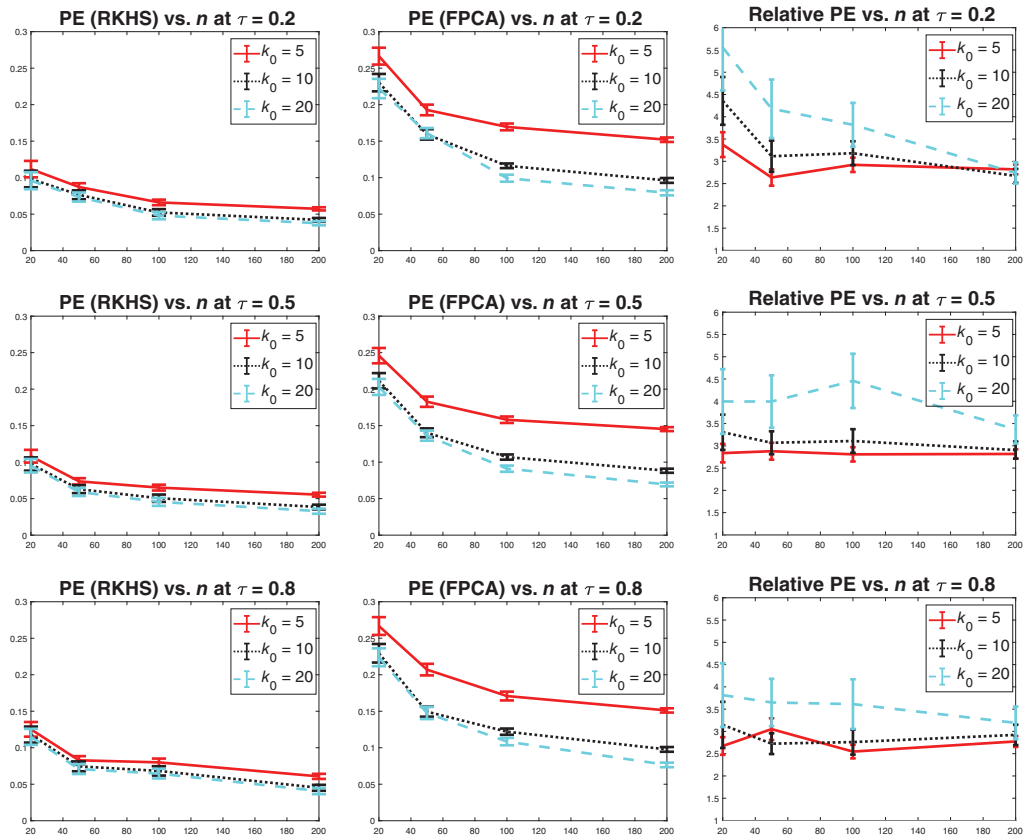 PE (RKHS) vs. n at τ = 0.2
0.3
0.25
0.2
0.15
0.1
0.05
0
20 40 60 80 100 120 140 160 180 200
k0 = 5
k0 = 10
k0 = 20
PE (FPCA) vs. n at τ = 0.2
0.3
0.25
0.2
0.15
0.1
0.05
0
20 40 60 80 100 120 140 160 180 200
k0 = 5
k0 = 10
k0 = 20
Relative PE vs. n at τ = 0.2
6
5.5
5
4.5
4
3.5
3
2.5
2
1.5
1
20 40 60 80 100 120 140 160 180 200
k0 = 5
k0 = 10
k0 = 20
PE (RKHS) vs. n at τ = 0.5
0.3
0.25
0.2
0.15
0.1
0.05
0
20 40 60 80 100 120 140 160 180 200
k0 = 5
k0 = 10
k0 = 20
PE (FPCA) vs. n at τ = 0.5
0.3
0.25
0.2
0.15
0.1
0.05
0
20 40 60 80 100 120 140 160 180 200
k0 = 5
k0 = 10
k0 = 20
Relative PE vs. n at τ = 0.5
6
5.5
5
4.5
4
3.5
3
2.5
2
1.5
1
20 40 60 80 100 120 140 160 180 200
k0 = 5
k0 = 10
k0 = 20
PE (RKHS) vs. n at τ = 0.8
0.3
0.25
0.2
0.15
0.1
0.05
0
20 40 60 80 100 120 140 160 180 200
k0 = 5
k0 = 10
k0 = 20
PE (FPCA) vs. n at τ = 0.8
0.3
0.25
0.2
0.15
0.1
0.05
0
20 40 60 80 100 120 140 160 180 200
k0 = 5
k0 = 10
k0 = 20
Relative PE vs. n at τ = 0.8
6
5.5
5
4.5
4
3.5
3
2.5
2
1.5
1
20 40 60 80 100 120 140 160 180 200
k0 = 5
k0 = 10
k0 = 20